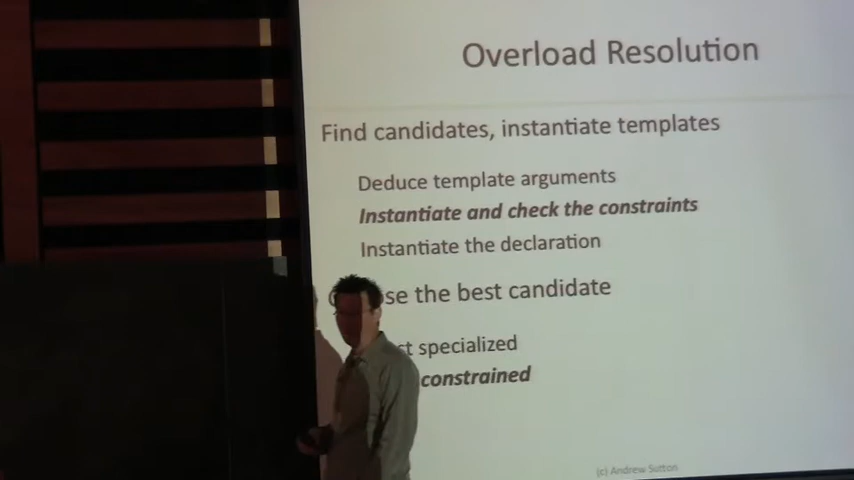 Overload Resolution
Find candidates, instantiate templates
Deduce template arguments
Instantiate and check the constraints
Instantiate the declaration
the best candidate
specialized
constrained
(c) Andrew Sutton